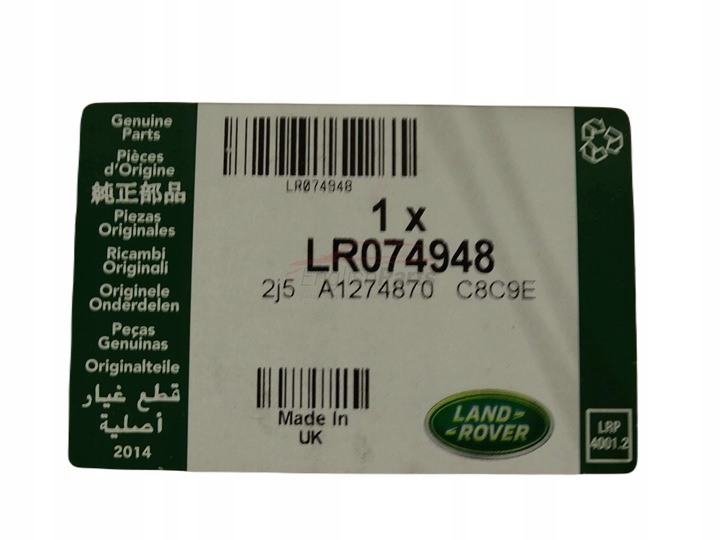 Genuine
Parts
Pièces
d'Origine
純正部品
Piezas
Originales
Ricambi
Originali
Originele
Onderdelen
Peças
Genuinas
Originalteile
قطع غيار
أصلية
2014
LR074948
1 x
LR074948
2j5 A1274870 C8C9E
Made In
UK
LAND
ROVER
LRP
4001.2